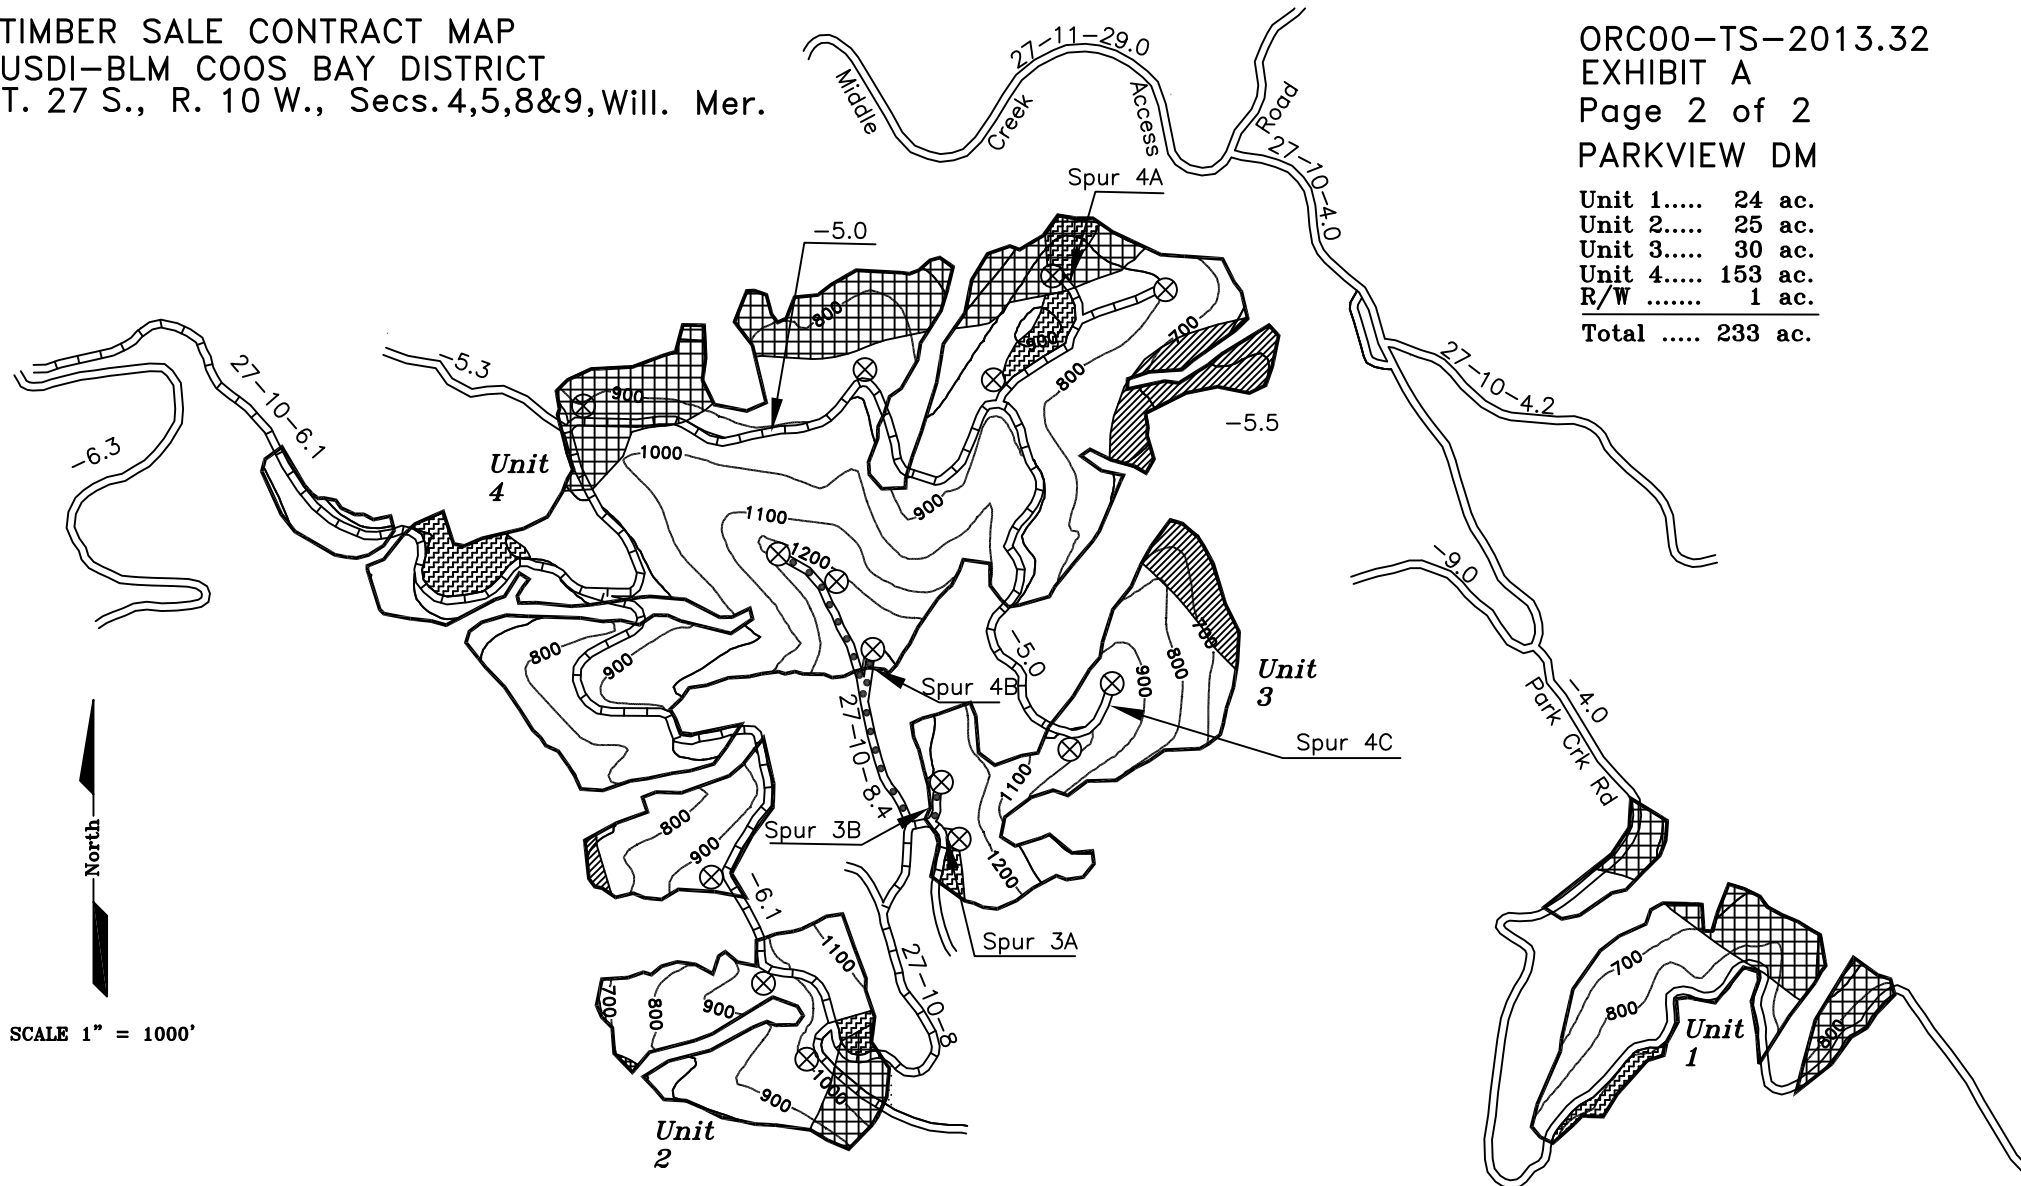 TIMBER SALE CONTRACT MAP
USDI-BLM COOS BAY DISTRICT
T. 27 S., R. 10 W., Secs. 4,5,8&9, Will. Mer.
ORC00-TS-2013.32
EXHIBIT A
Page 2 of 2
PARKVIEW DM
Unit 1..... 24 ac.
Unit 2..... 25 ac.
Unit 3..... 30 ac.
Unit 4..... 153 ac.
R/W ....... 1 ac.
Total ..... 233 ac.
27-11-29.0
Middle
Creek
Access
Road
27-10-4.0
Spur 4A
-5.0
800
900
700
800
27-10-4.2
-5.3
27-10-6.1
-6.3
900
-5.5
Unit
4
1000
900
1100
1200
-9.0
800
900
-5.0
700
800
900
Unit
3
-4.0
Park Crk Rd
Spur 4B
27-10-8.4
Spur 4C
1100
800
900
Spur 3B
1200
North
-6.1
Spur 3A
1100
27-10-8
700
800
900
700
800
Unit
1
800
SCALE 1" = 1000'
1000
900
Unit
2